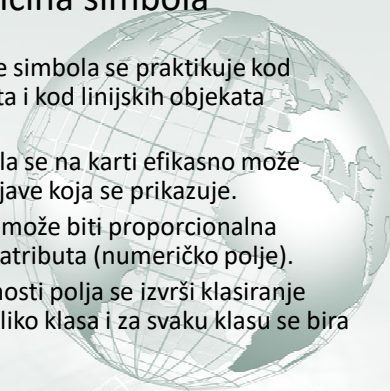 simbola
e simbola se praktikuje kod
ta i kod linijskih objekata
la se na karti efikasno može
jave koja se prikazuje.
može biti proporcionalna
atributa (numeričko polje).
nosti polja se izvrši klasiranje
liko klasa i za svaku klasu se bira